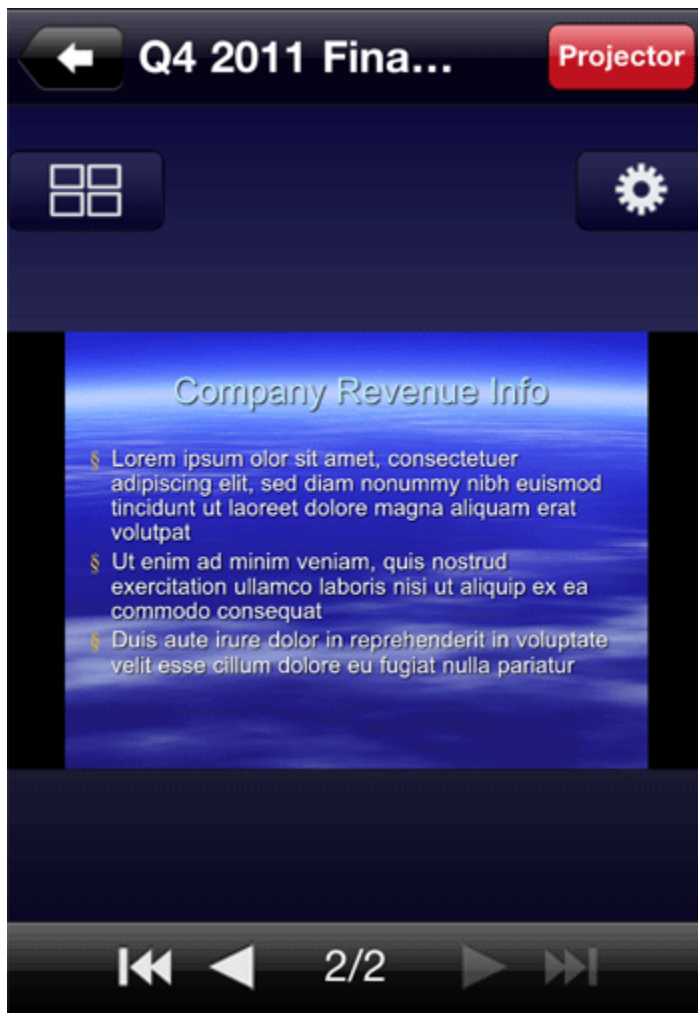 Q4 2011 Fina...
Projector
Company Revenue Info
§ Lorem ipsum olor sit amet, consectetuer
adipiscing elit, sed diam nonummy nibh euismod
tincidunt ut laoreet dolore magna aliquam erat
volutpat
§ Ut enim ad minim veniam, quis nostrud
exercitation ullamco laboris nisi ut aliquip ex ea
commodo consequat
§ Duis aute irure dolor in reprehenderit in voluptate
velit esse cillum dolore eu fugiat nulla pariatur
2/2